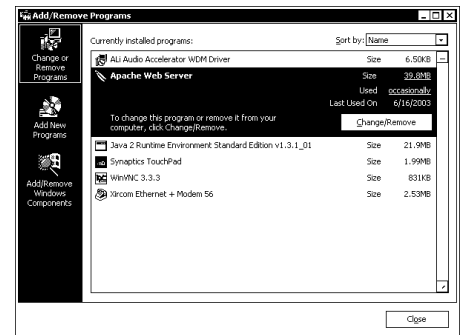 Add/Remove Programs
Change or Remove Programs
Add New Programs
Add/Remove Windows Components
Currently installed programs:
Sort by: Name
ALi Audio Accelerator WDM Driver Size 6.50KB
Apache Web Server Size 39.8MB
Used occasionally
Last Used On 6/16/2003
To change this program or remove it from your computer, click Change/Remove.
Change/Remove
Java 2 Runtime Environment Standard Edition v1.3.1_01 Size 21.9MB
Synaptics TouchPad Size 1.99MB
WinVNC 3.3.3 Size 831KB
Xircom Ethernet + Modem 56 Size 2.53MB
Close